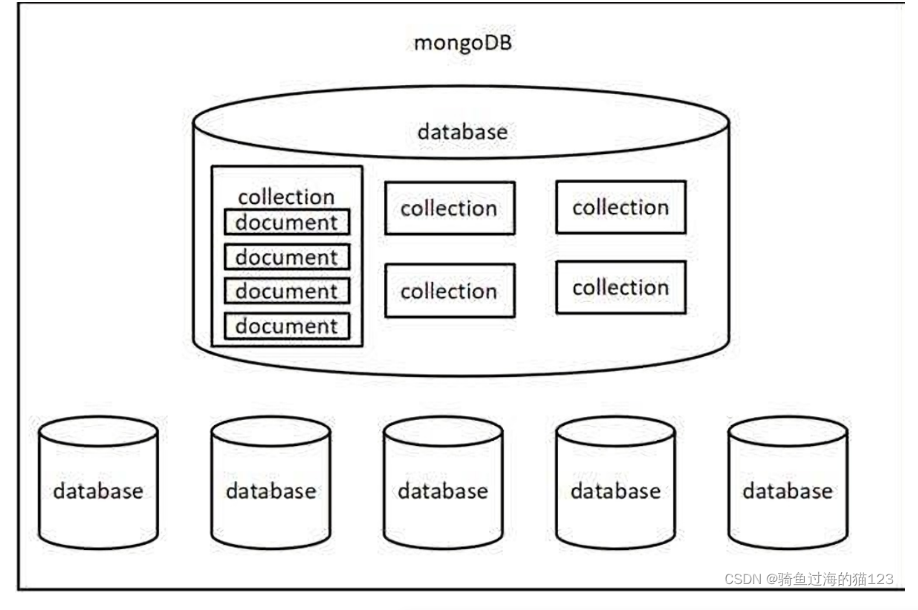 mongoDB
database
collection
document
document
document
document
collection
collection
collection
collection
database
database
database
database
database
CSDN @骑鱼过海的猫123